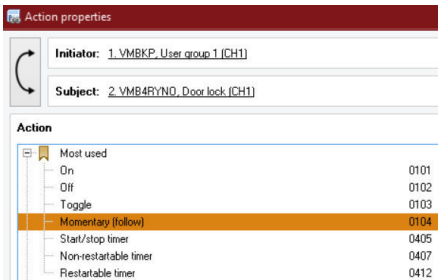 Action properties
Initiator: 1. VMBKP, User group 1 (CH1)
Subject: 2. VMB4RYNO, Door lock (CH1)
Action
Most used
On 0101
Off 0102
Toggle 0103
Momentary (follow) 0104
Start/stop timer 0405
Non-restartable timer 0407
Restartable timer 0412